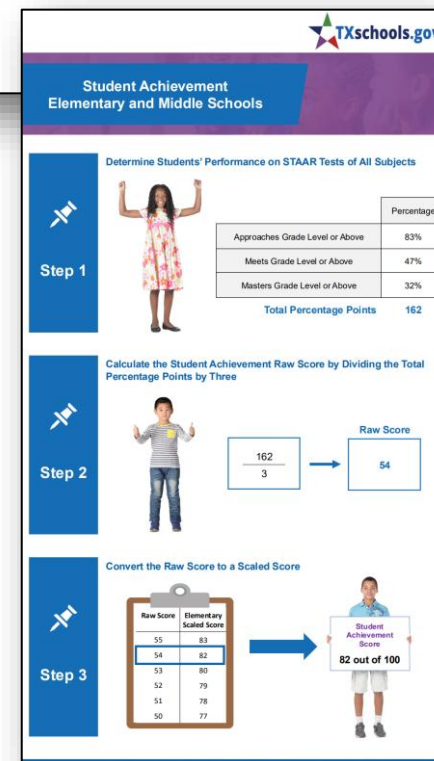 TXschools.gov
Student Achievement
Elementary and Middle Schools
Step 1
Determine Students' Performance on STAAR Tests of All Subjects
Percentage
Approaches Grade Level or Above 83%
Meets Grade Level or Above 47%
Masters Grade Level or Above 32%
Total Percentage Points 162
Step 2
Calculate the Student Achievement Raw Score by Dividing the Total
Percentage Points by Three
162
3
Raw Score
54
Step 3
Convert the Raw Score to a Scaled Score
Raw Score Elementary
Scaled Score
55 83
54 82
53 80
52 79
51 78
50 77
Student
Achievement
Score
82 out of 100